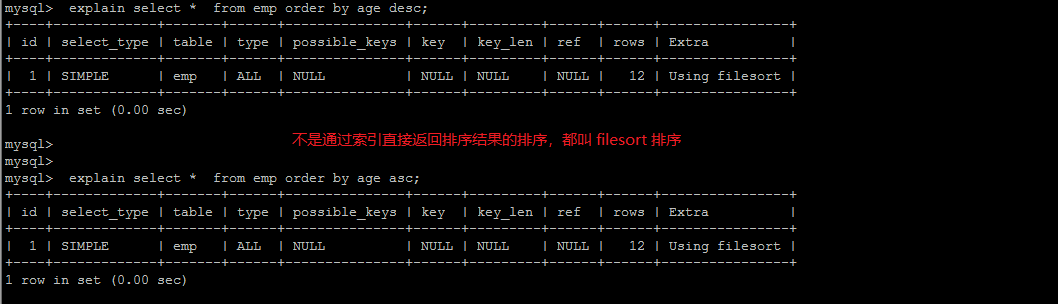 mysql>  explain select *  from emp order by age desc;
+----+-------------+-------+------+---------------+------+---------+------+------+----------------+
| id | select_type | table | type | possible_keys | key  | key_len | ref  | rows | Extra          |
+----+-------------+-------+------+---------------+------+---------+------+------+----------------+
|  1 | SIMPLE      | emp   | ALL  | NULL          | NULL | NULL    | NULL |   12 | Using filesort |
+----+-------------+-------+------+---------------+------+---------+------+------+----------------+
1 row in set (0.00 sec)
不是通过索引直接返回排序结果的排序，都叫 filesort 排序
mysql>
mysql>
mysql>  explain select *  from emp order by age asc;
+----+-------------+-------+------+---------------+------+---------+------+------+----------------+
| id | select_type | table | type | possible_keys | key  | key_len | ref  | rows | Extra          |
+----+-------------+-------+------+---------------+------+---------+------+------+----------------+
|  1 | SIMPLE      | emp   | ALL  | NULL          | NULL | NULL    | NULL |   12 | Using filesort |
+----+-------------+-------+------+---------------+------+---------+------+------+----------------+
1 row in set (0.00 sec)